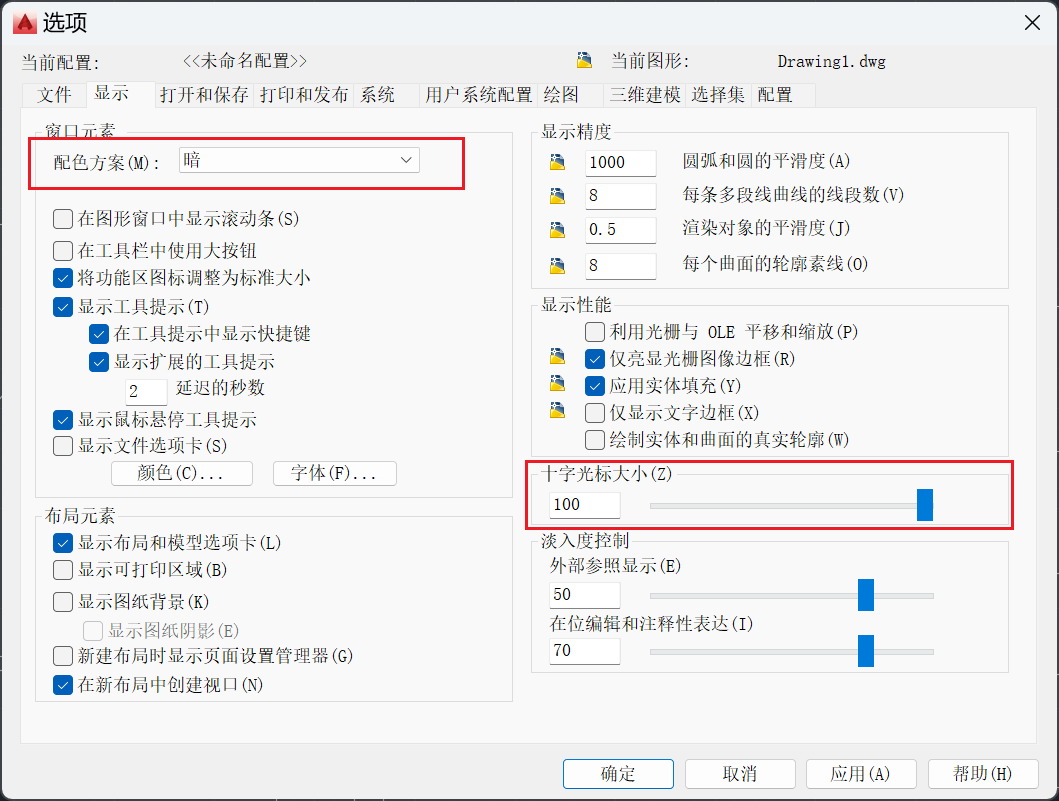 选项
当前配置: <<未命名配置>> 当前图形: Drawing1.dwg
文件 显示 打开和保存 打印和发布 系统 用户系统配置 绘图 三维建模 选择集 配置
窗口元素
配色方案(M): 暗
在图形窗口中显示滚动条(S)
在工具栏中使用大按钮
将功能区图标调整为标准大小
显示工具提示(T)
在工具提示中显示快捷键
显示扩展的工具提示
2 延迟的秒数
显示鼠标悬停工具提示
显示文件选项卡(S)
颜色(C)... 字体(F)...
布局元素
显示布局和模型选项卡(L)
显示可打印区域(B)
显示图纸背景(K)
显示图纸阴影(E)
新建布局时显示页面设置管理器(G)
在新布局中创建视口(N)
显示精度
1000 圆弧和圆的平滑度(A)
8 每条多段线曲线的线段数(V)
0.5 渲染对象的平滑度(J)
8 每个曲面的轮廓素线(O)
显示性能
利用光栅与 OLE 平移和缩放(P)
仅亮显光栅图像边框(R)
应用实体填充(Y)
仅显示文字边框(X)
绘制实体和曲面的真实轮廓(W)
十字光标大小(Z)
100
淡入度控制
外部参照显示(E)
50
在位编辑和注释性表达(I)
70
确定 取消 应用(A) 帮助(H)